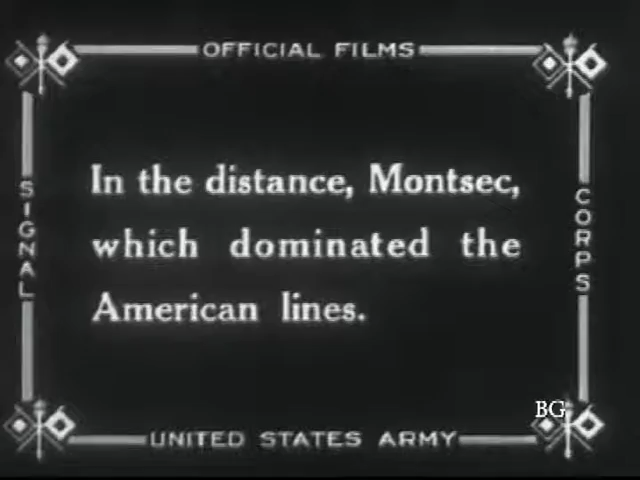 OFFICIAL FILMS
SIGNAL
CORPS
In the distance, Montsec,
which dominated the
American lines.
BG
UNITED STATES ARMY